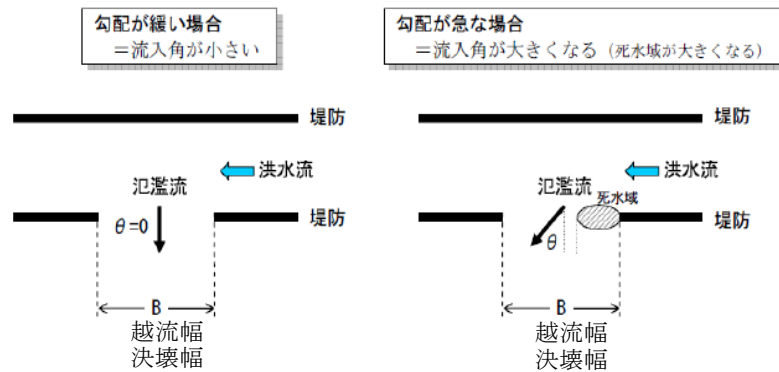 勾配が緩い場合
=流入角が小さい
堤防
洪水流
氾濫流
θ=0
堤防
B
越流幅
決壊幅
勾配が急な場合
=流入角が大きくなる(死水域が大きくなる)
堤防
洪水流
氾濫流
死水域
θ
堤防
B
越流幅
決壊幅